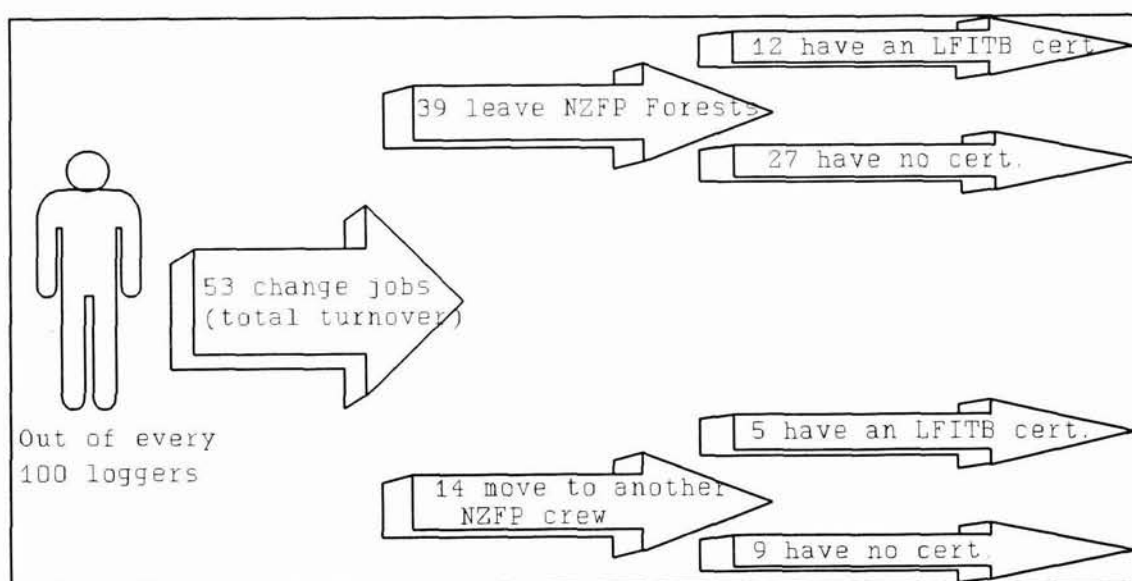 12 have an LFITB cert
39 leave NZFP Forests
27 have no cert.
53 change jobs
(total turnover)
Out of every
100 loggers
5 have an LFITB cert.
14 move to another
NZFP crew
9 have no cert.